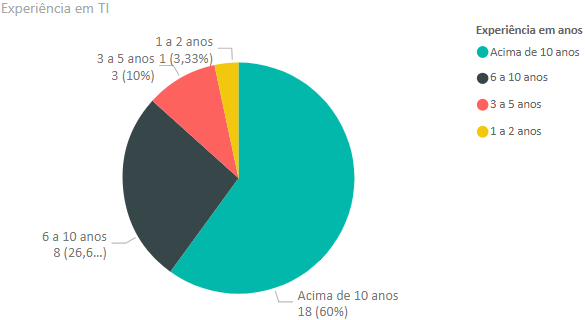 Experiência em TI
1 a 2 anos
1 (3,33%)
3 a 5 anos
3 (10%)
6 a 10 anos
8 (26,6...)
Acima de 10 anos
18 (60%)
Experiência em anos
Acima de 10 anos
6 a 10 anos
3 a 5 anos
1 a 2 anos